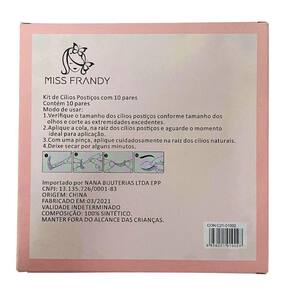 MISS FRANDY
Kit de Cílios Postiços com 10 pares
Contém 10 pares
Modo de usar:
1.Verifique o tamanho dos cílios postiços conforme tamanho dos
olhos e corte as extremidades excedentes.
2.Aplique a cola, na raiz dos cílios postiços e aguarde o momento
ideal para aplicação.
3.Com uma pinça, aplique cuidadosamente na raiz dos cílios naturais.
4.Deixe secar por alguns minutos.
Importado por NANA BIJUTERIAS LTDA EPP
CNPJ: 13.135.726/0001-83
ORIGEM: CHINA
FABRICADO EM:03/2021
VALIDADE INDETERMINADO
COMPOSIÇÃO: 100% SINTÉTICO.
MANTER FORA DO ALCANCE DAS CRIANÇAS.